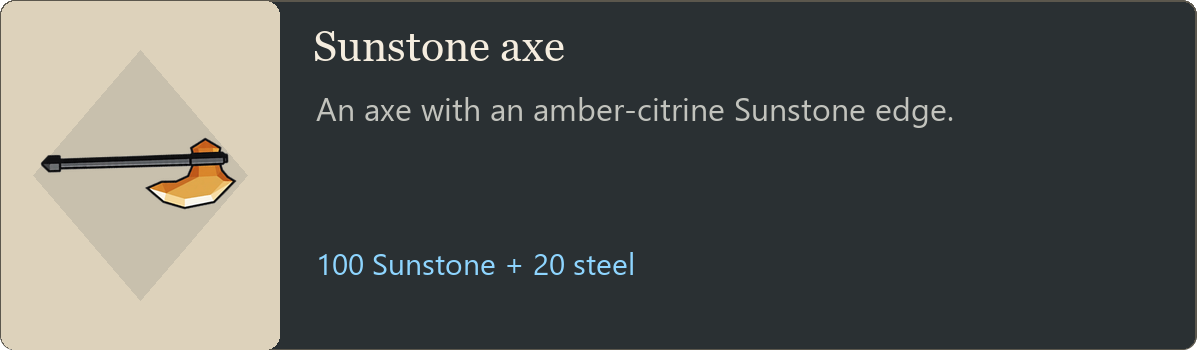 Sunstone axe
An axe with an amber-citrine Sunstone edge.
100 Sunstone + 20 steel